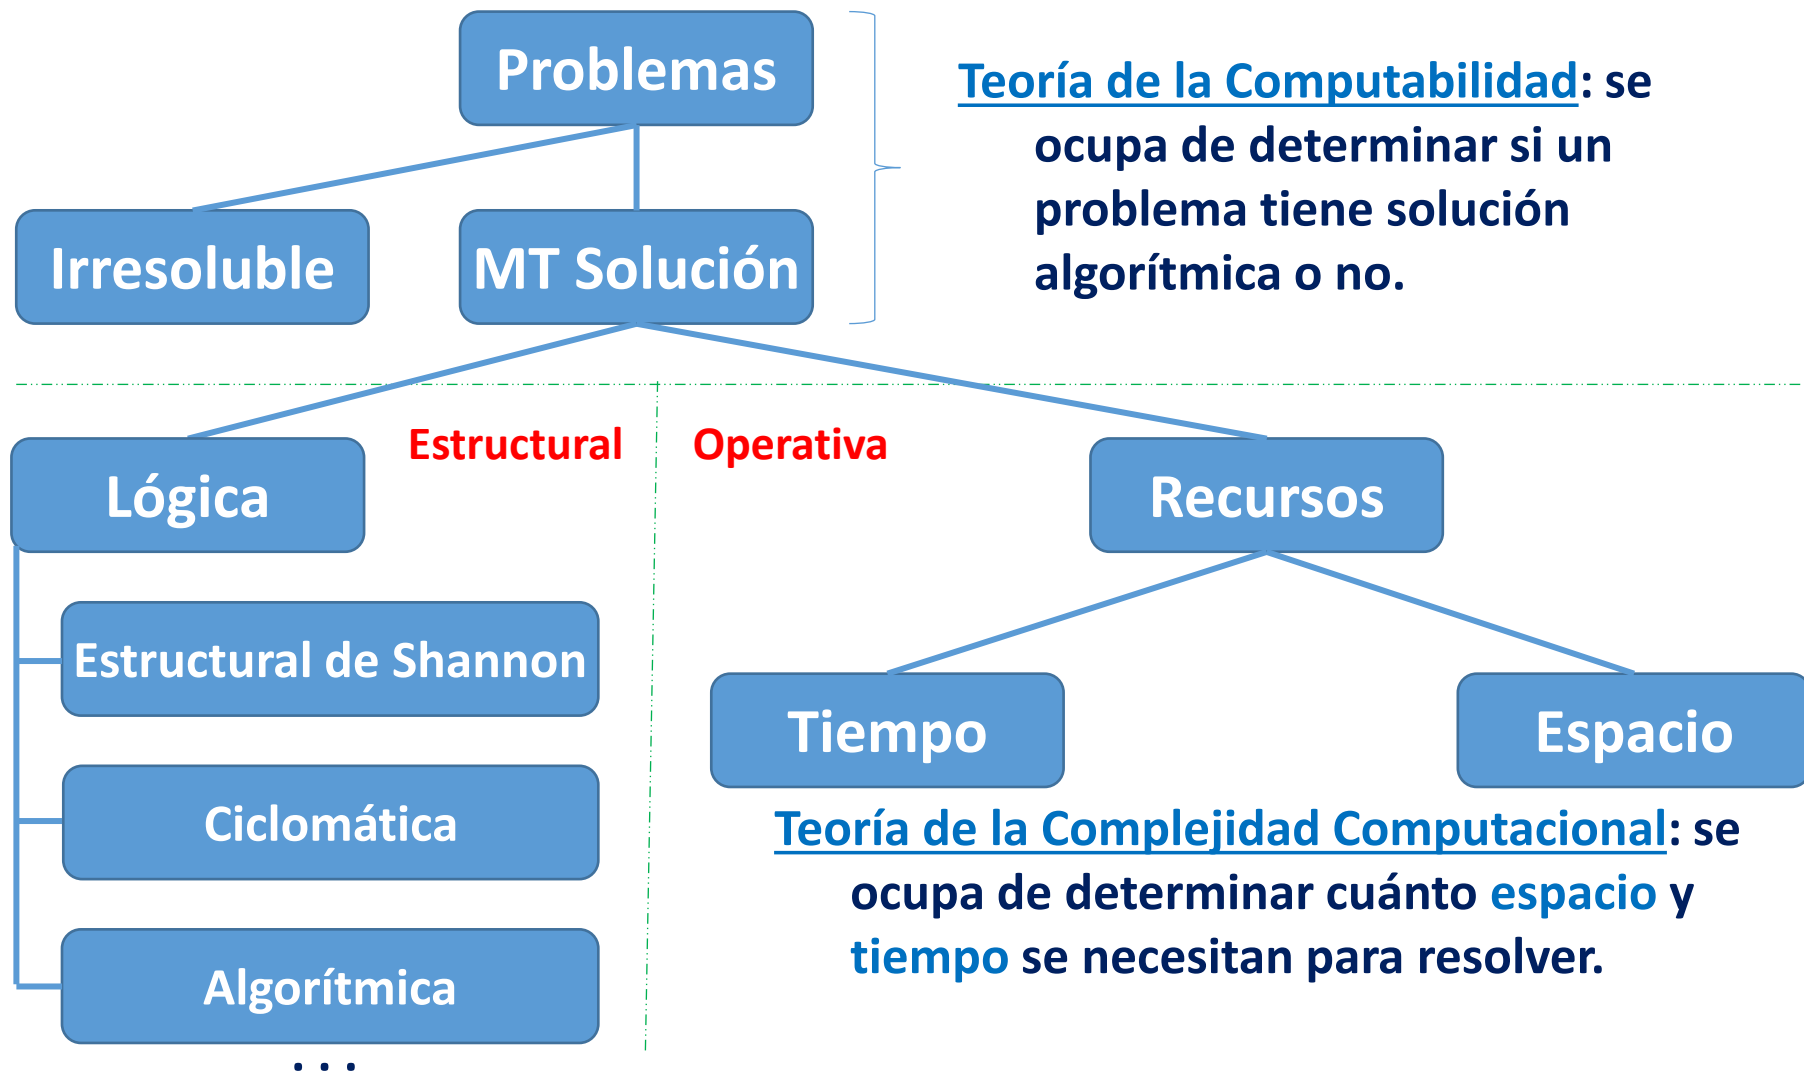 Problemas
Teoría de la Computabilidad: se
ocupa de determinar si un
problema tiene solución
algorítmica o no.
Irresoluble
MT Solución
Estructural
Operativa
Lógica
Recursos
Estructural de Shannon
Ciclomática
Algorítmica
. . .
Tiempo
Espacio
Teoría de la Complejidad Computacional: se
ocupa de determinar cuánto espacio y
tiempo se necesitan para resolver.